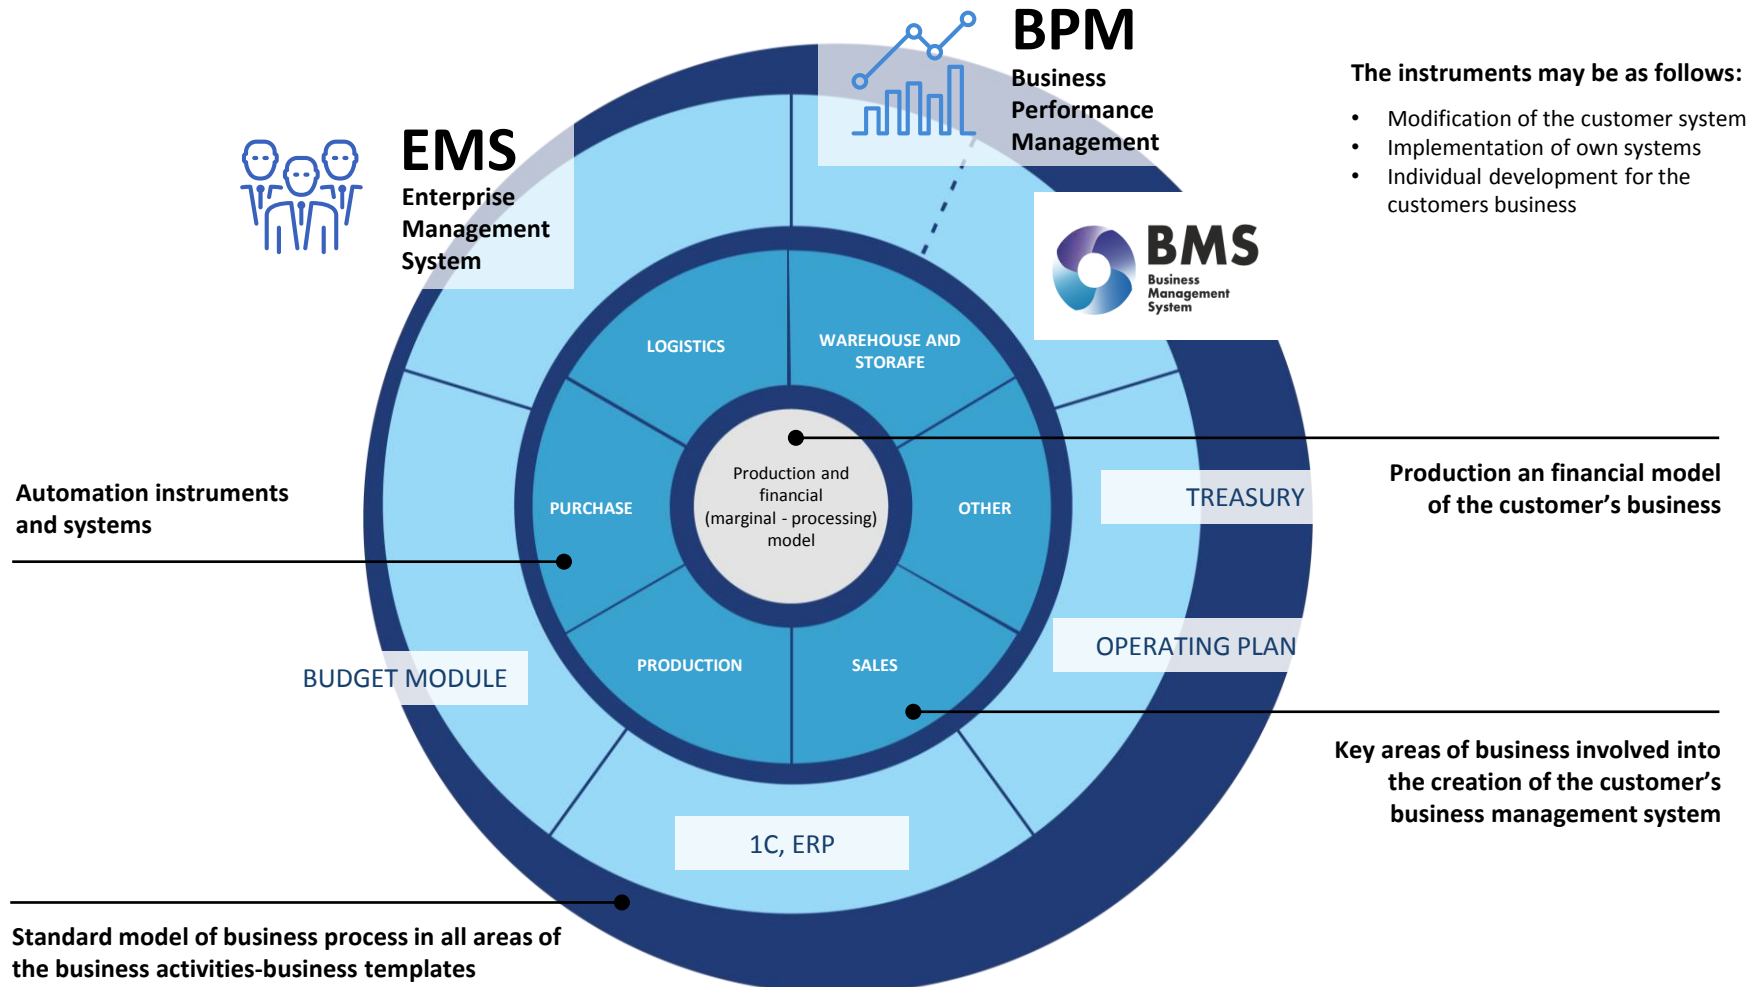 BPM
Business
Performance
Management
The instruments may be as follows:
• Modification of the customer system
• Implementation of own systems
• Individual development for the
customers business
EMS
Enterprise
Management
System
BMS
Business
Management
System
LOGISTICS
WAREHOUSE AND
STORAFE
PURCHASE
OTHER
PRODUCTION
SALES
Production and
financial
(marginal - processing)
model
Automation instruments
and systems
Production an financial model
of the customer’s business
TREASURY
OPERATING PLAN
BUDGET MODULE
1C, ERP
Key areas of business involved into
the creation of the customer’s
business management system
Standard model of business process in all areas of
the business activities-business templates